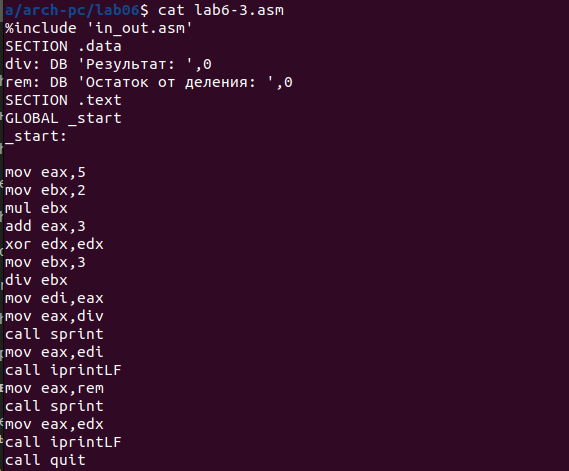 a/arch-pc/lab06$ cat lab6-3.asm
%include 'in_out.asm'
SECTION .data
div: DB 'Результат: ',0
rem: DB 'Остаток от деления: ',0
SECTION .text
GLOBAL _start
_start:
mov eax,5
mov ebx,2
mul ebx
add eax,3
xor edx,edx
mov ebx,3
div ebx
mov edi,eax
mov eax,div
call sprint
mov eax,edi
call iprintLF
mov eax,rem
call sprint
mov eax,edx
call iprintLF
call quit